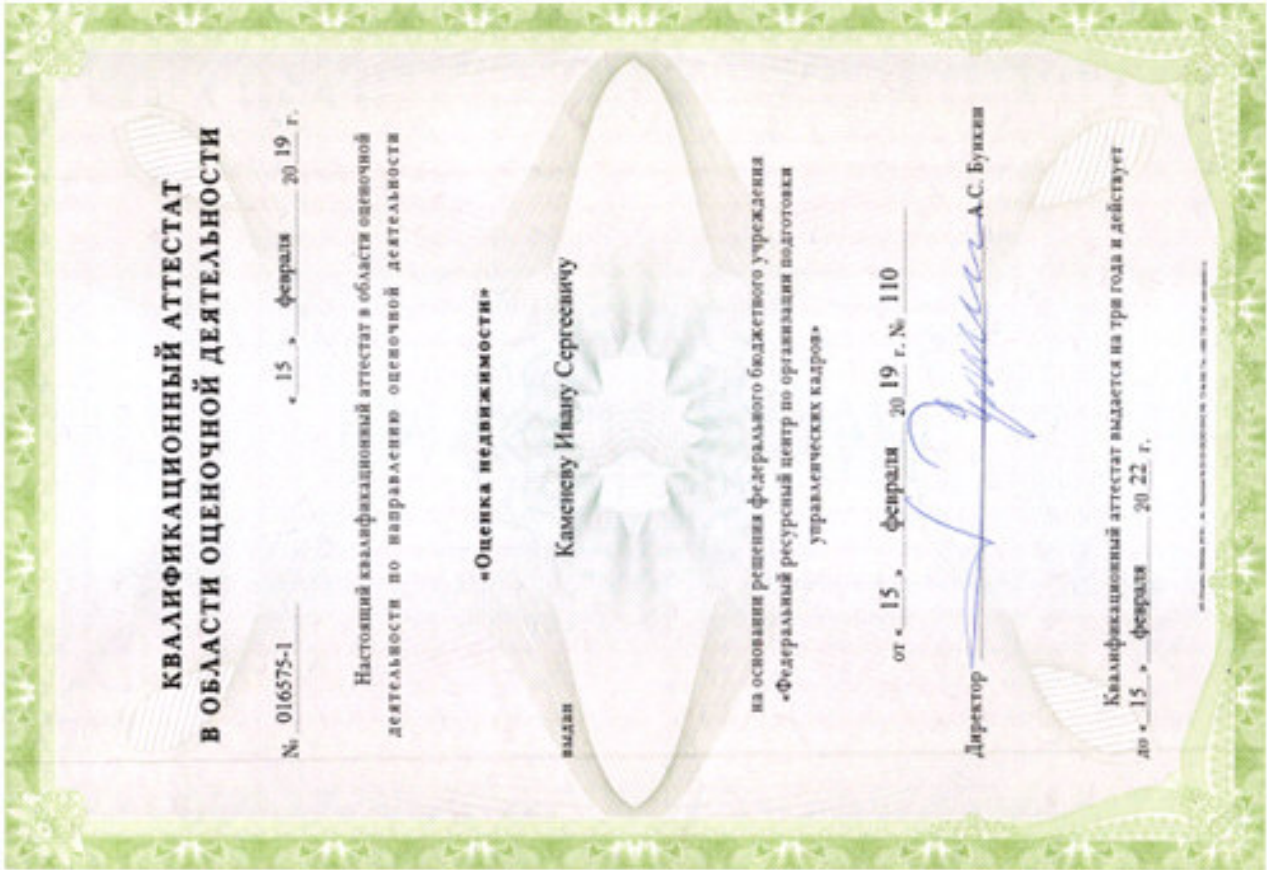 КВАЛИФИКАЦИОННЫЙ АТТЕСТАТ
В ОБЛАСТИ ОЦЕНОЧНОЙ ДЕЯТЕЛЬНОСТИ
№ 016575-1 « 15 » февраля 20 19 г.
Настоящий квалификационный аттестат в области оценочной
деятельности по направлению оценочной деятельности
«Оценка недвижимости»
выдан Каменеву Ивану Сергеевичу
на основании решения федерального бюджетного учреждения
«Федеральный ресурсный центр по организации подготовки
управленческих кадров»
от « 15 » февраля 20 19 г. № 110
Директор А.С. Бункин
Квалификационный аттестат выдается на три года и действует
до « 15 » февраля 20 22 г.